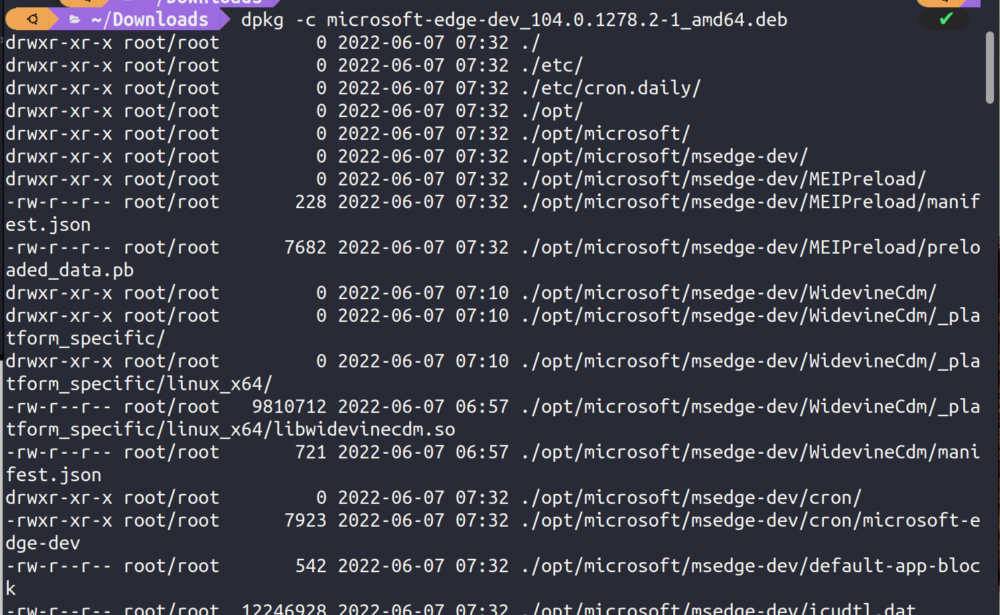 ~/Downloads
~/Downloads dpkg -c microsoft-edge-dev_104.0.1278.2-1_amd64.deb ✔
drwxr-xr-x root/root         0 2022-06-07 07:32 ./
drwxr-xr-x root/root         0 2022-06-07 07:32 ./etc/
drwxr-xr-x root/root         0 2022-06-07 07:32 ./etc/cron.daily/
drwxr-xr-x root/root         0 2022-06-07 07:32 ./opt/
drwxr-xr-x root/root         0 2022-06-07 07:32 ./opt/microsoft/
drwxr-xr-x root/root         0 2022-06-07 07:32 ./opt/microsoft/msedge-dev/
drwxr-xr-x root/root         0 2022-06-07 07:32 ./opt/microsoft/msedge-dev/MEIPreload/
-rw-r--r-- root/root       228 2022-06-07 07:32 ./opt/microsoft/msedge-dev/MEIPreload/manif
est.json
-rw-r--r-- root/root      7682 2022-06-07 07:32 ./opt/microsoft/msedge-dev/MEIPreload/prelo
aded_data.pb
drwxr-xr-x root/root         0 2022-06-07 07:10 ./opt/microsoft/msedge-dev/WidevineCdm/
drwxr-xr-x root/root         0 2022-06-07 07:10 ./opt/microsoft/msedge-dev/WidevineCdm/_pla
tform_specific/
drwxr-xr-x root/root         0 2022-06-07 07:10 ./opt/microsoft/msedge-dev/WidevineCdm/_pla
tform_specific/linux_x64/
-rw-r--r-- root/root   9810712 2022-06-07 06:57 ./opt/microsoft/msedge-dev/WidevineCdm/_pla
tform_specific/linux_x64/libwidevinecdm.so
-rw-r--r-- root/root       721 2022-06-07 06:57 ./opt/microsoft/msedge-dev/WidevineCdm/mani
fest.json
drwxr-xr-x root/root         0 2022-06-07 07:32 ./opt/microsoft/msedge-dev/cron/
-rwxr-xr-x root/root      7923 2022-06-07 07:32 ./opt/microsoft/msedge-dev/cron/microsoft-e
dge-dev
-rw-r--r-- root/root       542 2022-06-07 07:32 ./opt/microsoft/msedge-dev/default-app-bloc
k
-rw-r--r-- root/root  12246928 2022-06-07 07:32 ./opt/microsoft/msedge-dev/icudtl.dat